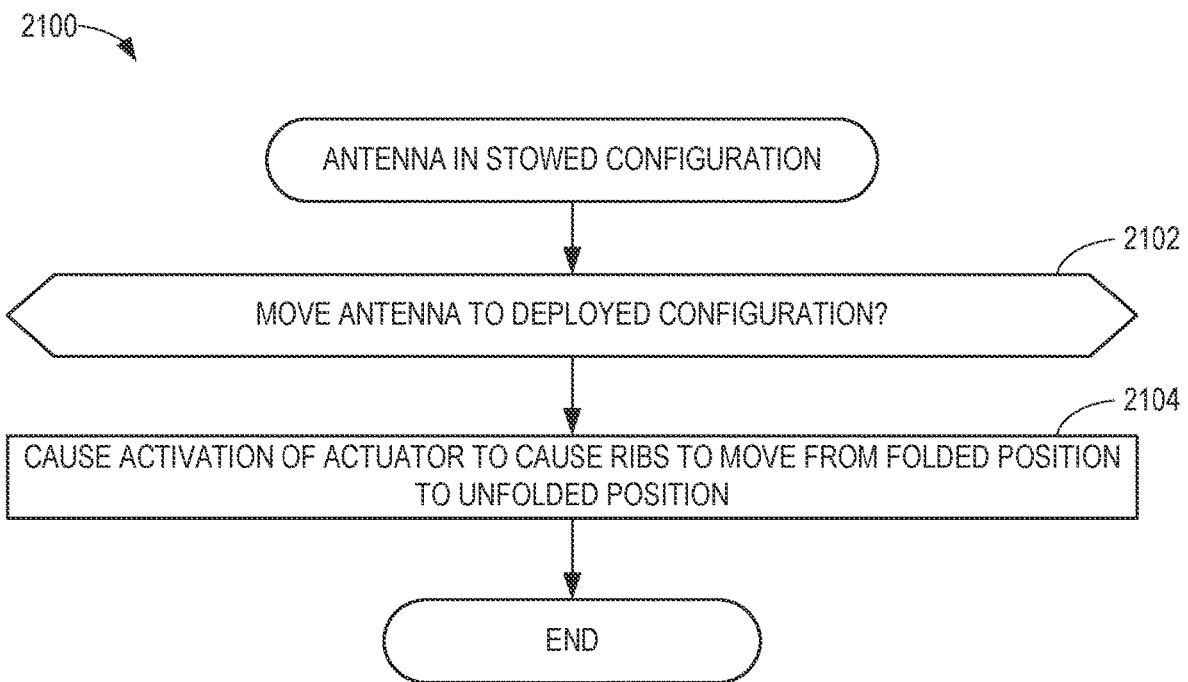 2100
ANTENNA IN STOWED CONFIGURATION
2102
MOVE ANTENNA TO DEPLOYED CONFIGURATION?
2104
CAUSE ACTIVATION OF ACTUATOR TO CAUSE RIBS TO MOVE FROM FOLDED POSITION
TO UNFOLDED POSITION
END